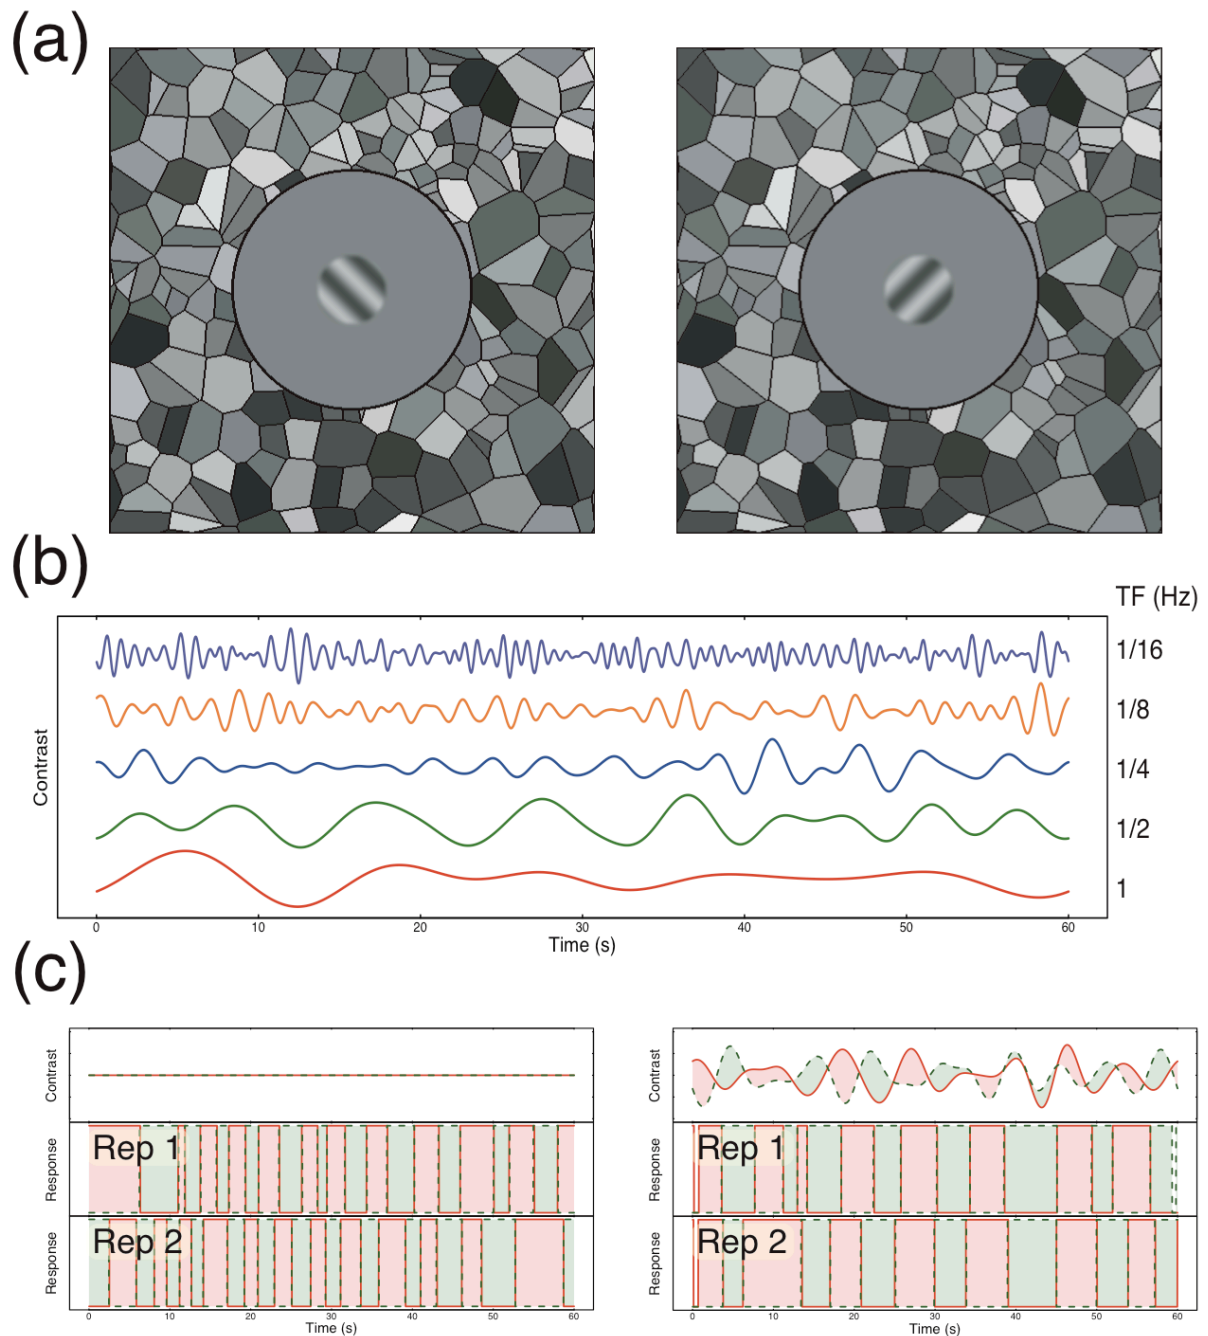 (a)
(b)
TF (Hz)
1/16
1/8
1/4
1/2
1
Contrast
0 10 20 30 40 50 60
Time (s)
(c)
Contrast
Response
Rep 1
Response
Rep 2
0 10 20 30 40 50 60
Time (s)
Contrast
Response
Rep 1
Response
Rep 2
0 10 20 30 40 50 60
Time (s)